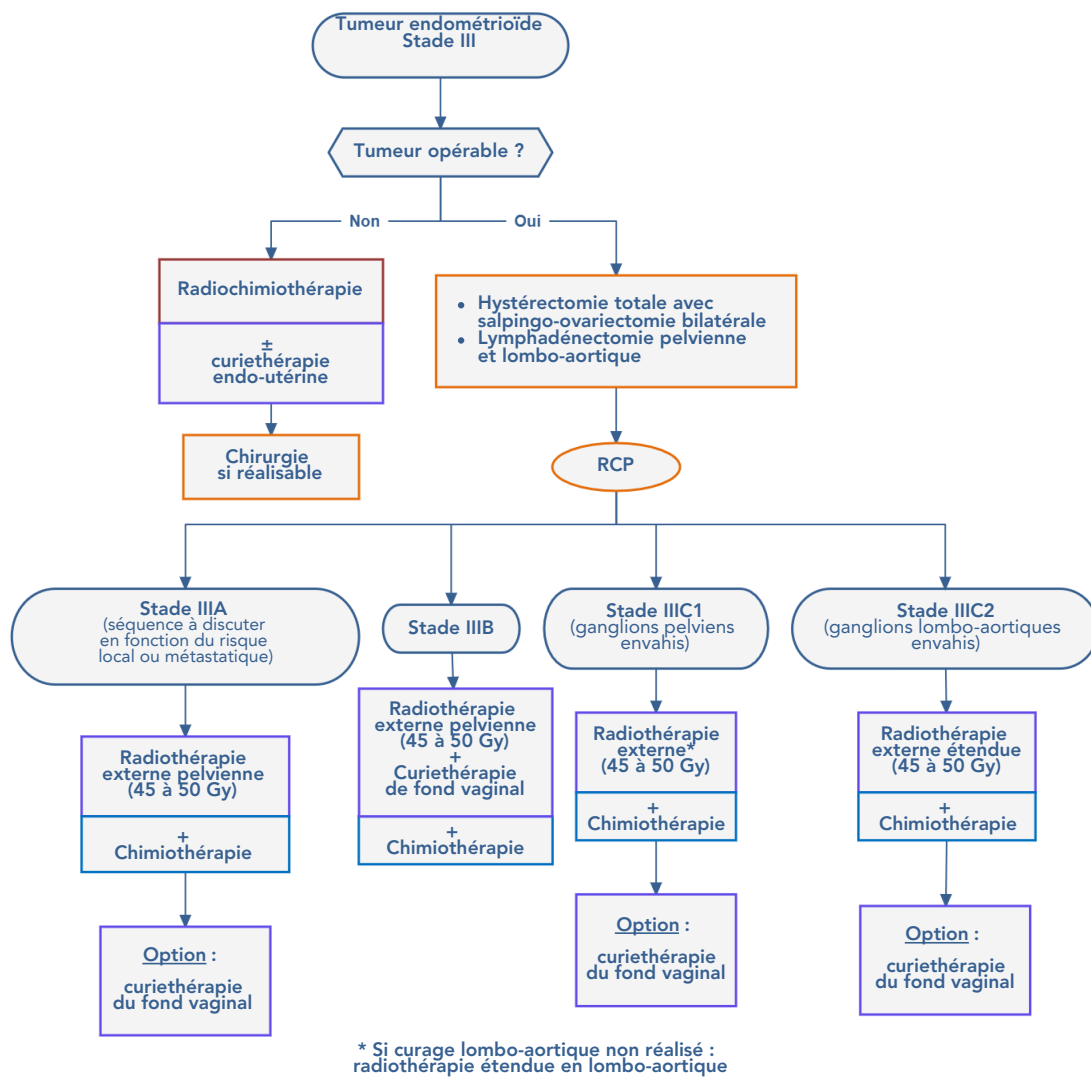 Tumeur endométrioïde
Stade III
Tumeur opérable ?
Non
Oui
Radiochimiothérapie
±
curiethérapie
endo-utérine
Chirurgie
si réalisable
• Hystérectomie totale avec
salpingo-ovariectomie bilatérale
• Lymphadénectomie pelvienne
et lombo-aortique
RCP
Stade IIIA
(séquence à discuter
en fonction du risque
local ou métastatique)
Radiothérapie
externe pelvienne
(45 à 50 Gy)
+
Chimiothérapie
Option :
curiethérapie
du fond vaginal
Stade IIIB
Radiothérapie
externe pelvienne
(45 à 50 Gy)
+
Curiethérapie
de fond vaginal
+
Chimiothérapie
Stade IIIC1
(ganglions pelviens
envahis)
Radiothérapie
externe*
(45 à 50 Gy)
+
Chimiothérapie
Option :
curiethérapie
du fond vaginal
Stade IIIC2
(ganglions lombo-aortiques
envahis)
Radiothérapie
externe étendue
(45 à 50 Gy)
+
Chimiothérapie
Option :
curiethérapie
du fond vaginal
* Si curage lombo-aortique non réalisé :
radiothérapie étendue en lombo-aortique